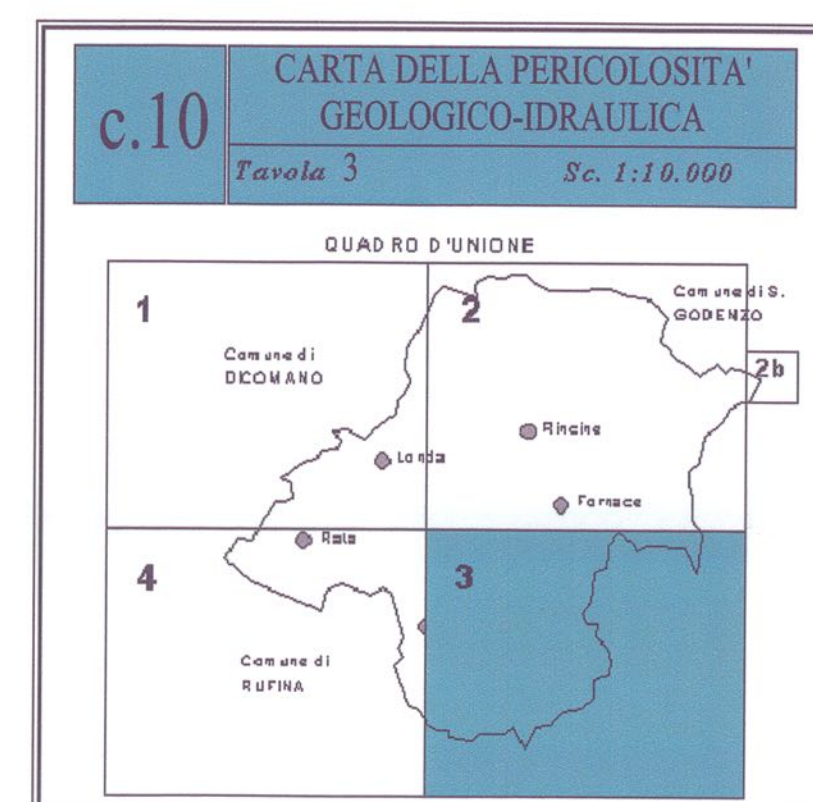 c.10
CARTA DELLA PERICOLOSITA'
GEOLOGICO-IDRAULICA
Tavola 3
Sc. 1:10.000
QUADRO D'UNIONE
1
2
Comune di S.
GODENZO
Comune di
DICOMANO
2b
Rincine
Londa
Fornace
Rata
4
3
Comune di
RUFINA